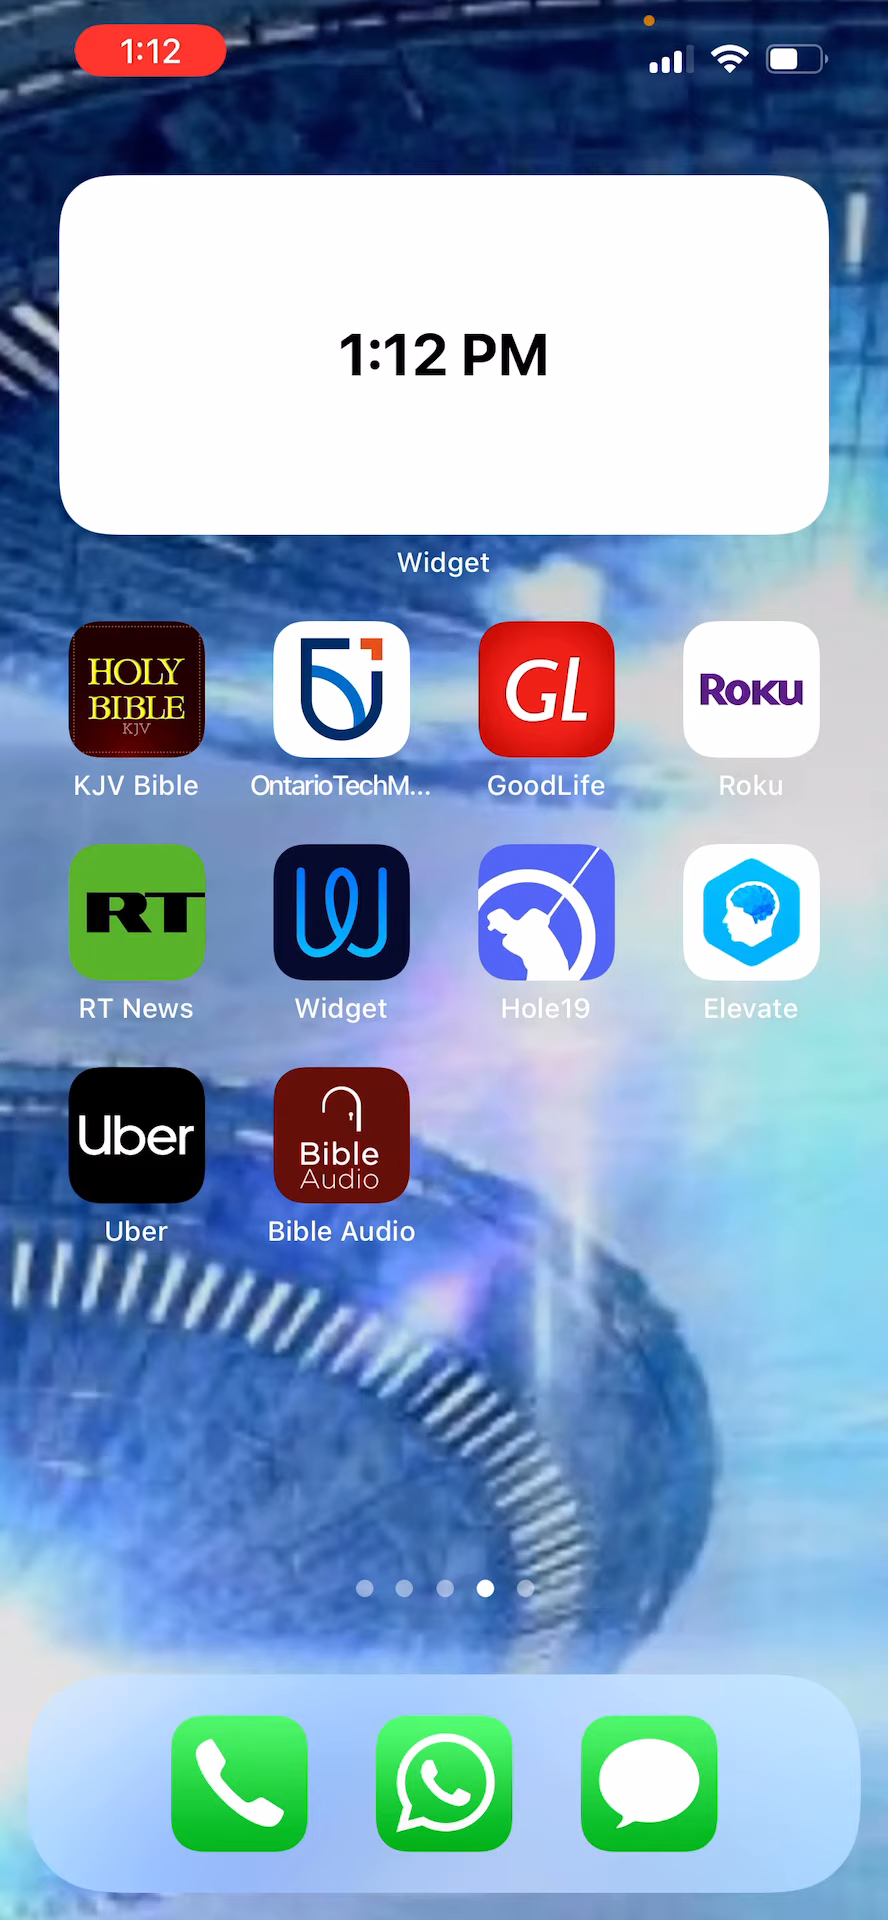 1:12
1:12 PM
Widget
HOLY
BIBLE
KJV
GL
Roku
KJV Bible
OntarioTechM...
GoodLife
Roku
RT
RT News
Widget
Hole19
Elevate
Uber
Bible
Audio
Uber
Bible Audio